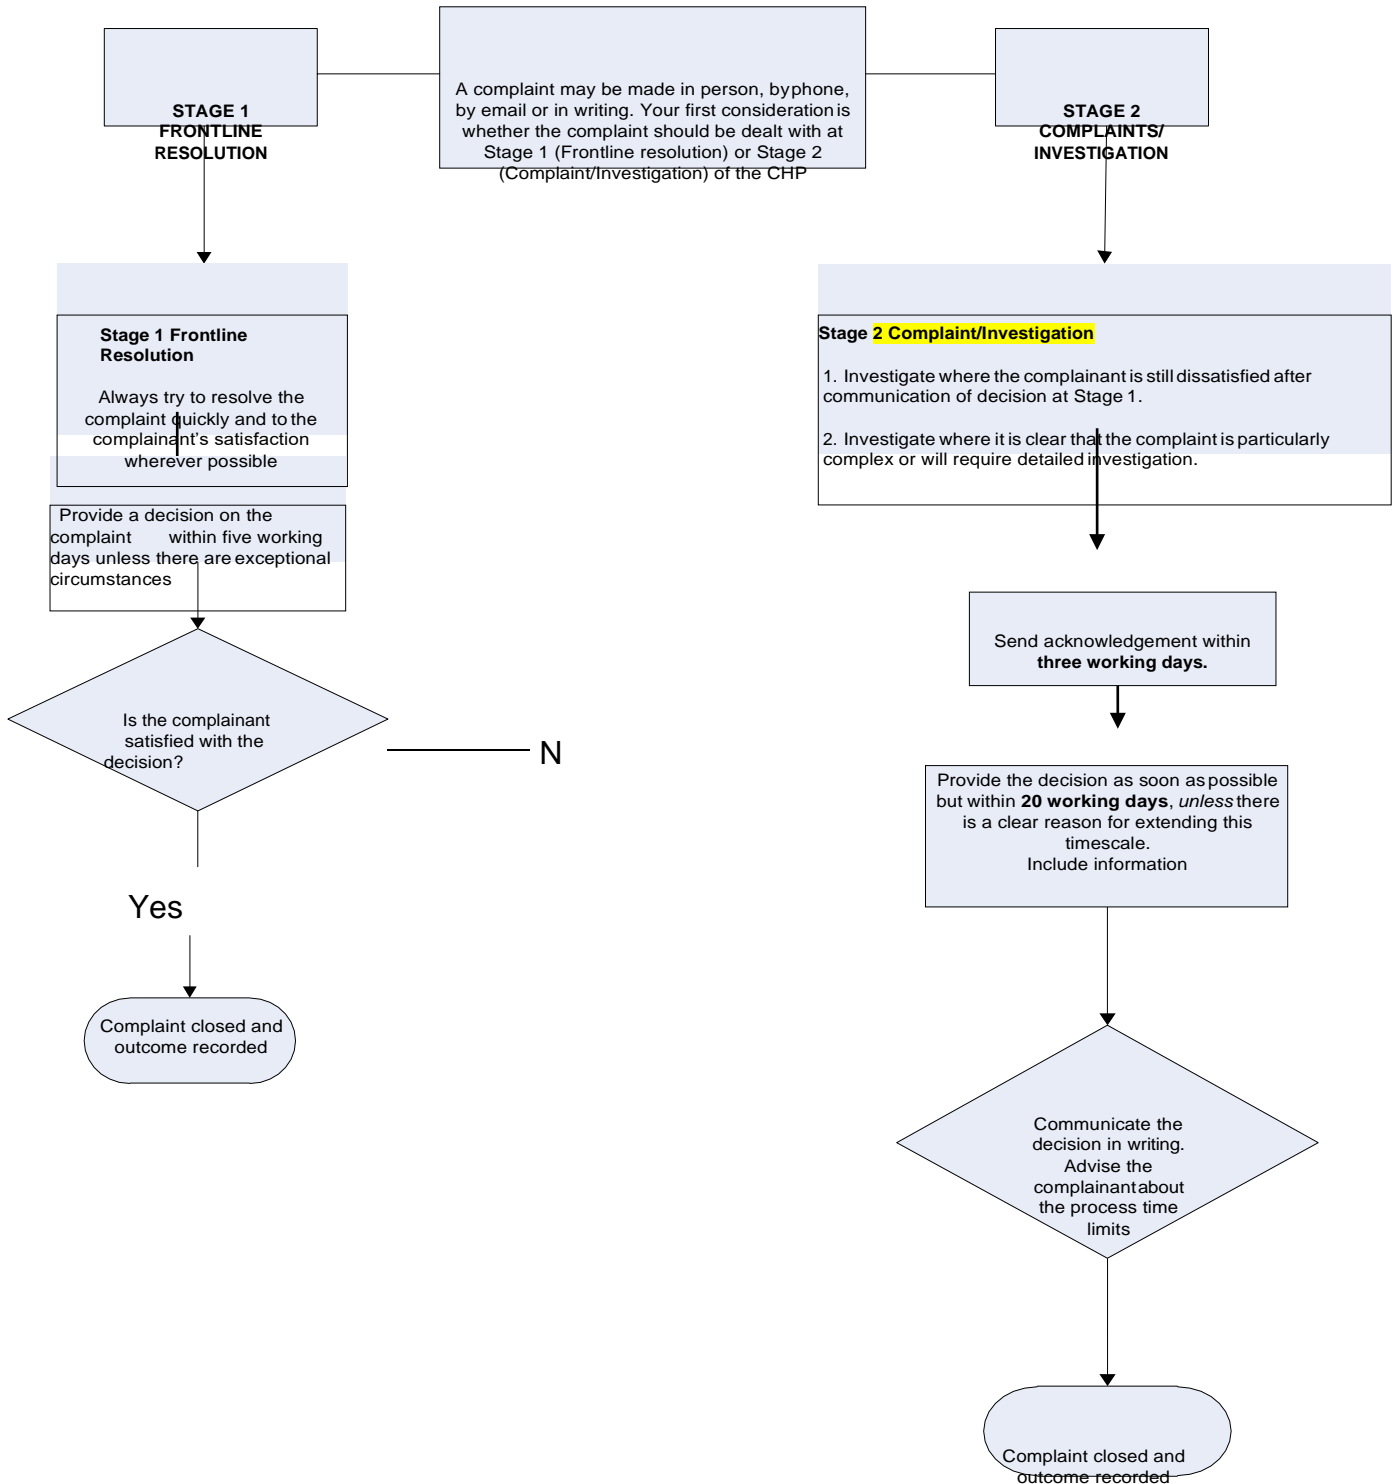 STAGE 1
FRONTLINE
RESOLUTION
A complaint may be made in person, byphone,
by email or in writing. Your first consideration is
whether the complaint should be dealt with at
Stage 1 (Frontline resolution) or Stage 2
(Complaint/Investigation) of the CHP
STAGE 2
COMPLAINTS/
INVESTIGATION
Stage 1 Frontline
Resolution
Always try to resolve the
complaint quickly and to the
complainant’s satisfaction
wherever possible
Provide a decision on the
complaint within five working
days unless there are exceptional
circumstances
Is the complainant
satisfied with the
decision?
N
Yes
Complaint closed and
outcome recorded
Stage 2 Complaint/Investigation
1. Investigate where the complainant is still dissatisfied after
communication of decision at Stage 1.
2. Investigate where it is clear that the complaint is particularly
complex or will require detailed investigation.
Send acknowledgement within
three working days.
Provide the decision as soon as possible
but within 20 working days, unless there
is a clear reason for extending this
timescale.
Include information
Communicate the
decision in writing.
Advise the
complainant about
the process time
limits
Complaint closed and
outcome recorded